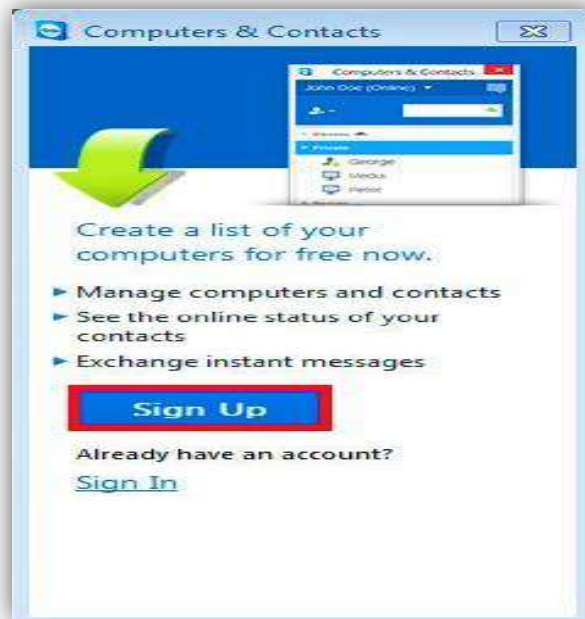 Computers & Contacts
Computers & Contacts
John Doe (Online)
George
Create a list of your
computers for free now.
Manage computers and contacts
See the online status of your
contacts
Exchange instant messages
Sign Up
Already have an account?
Sign In